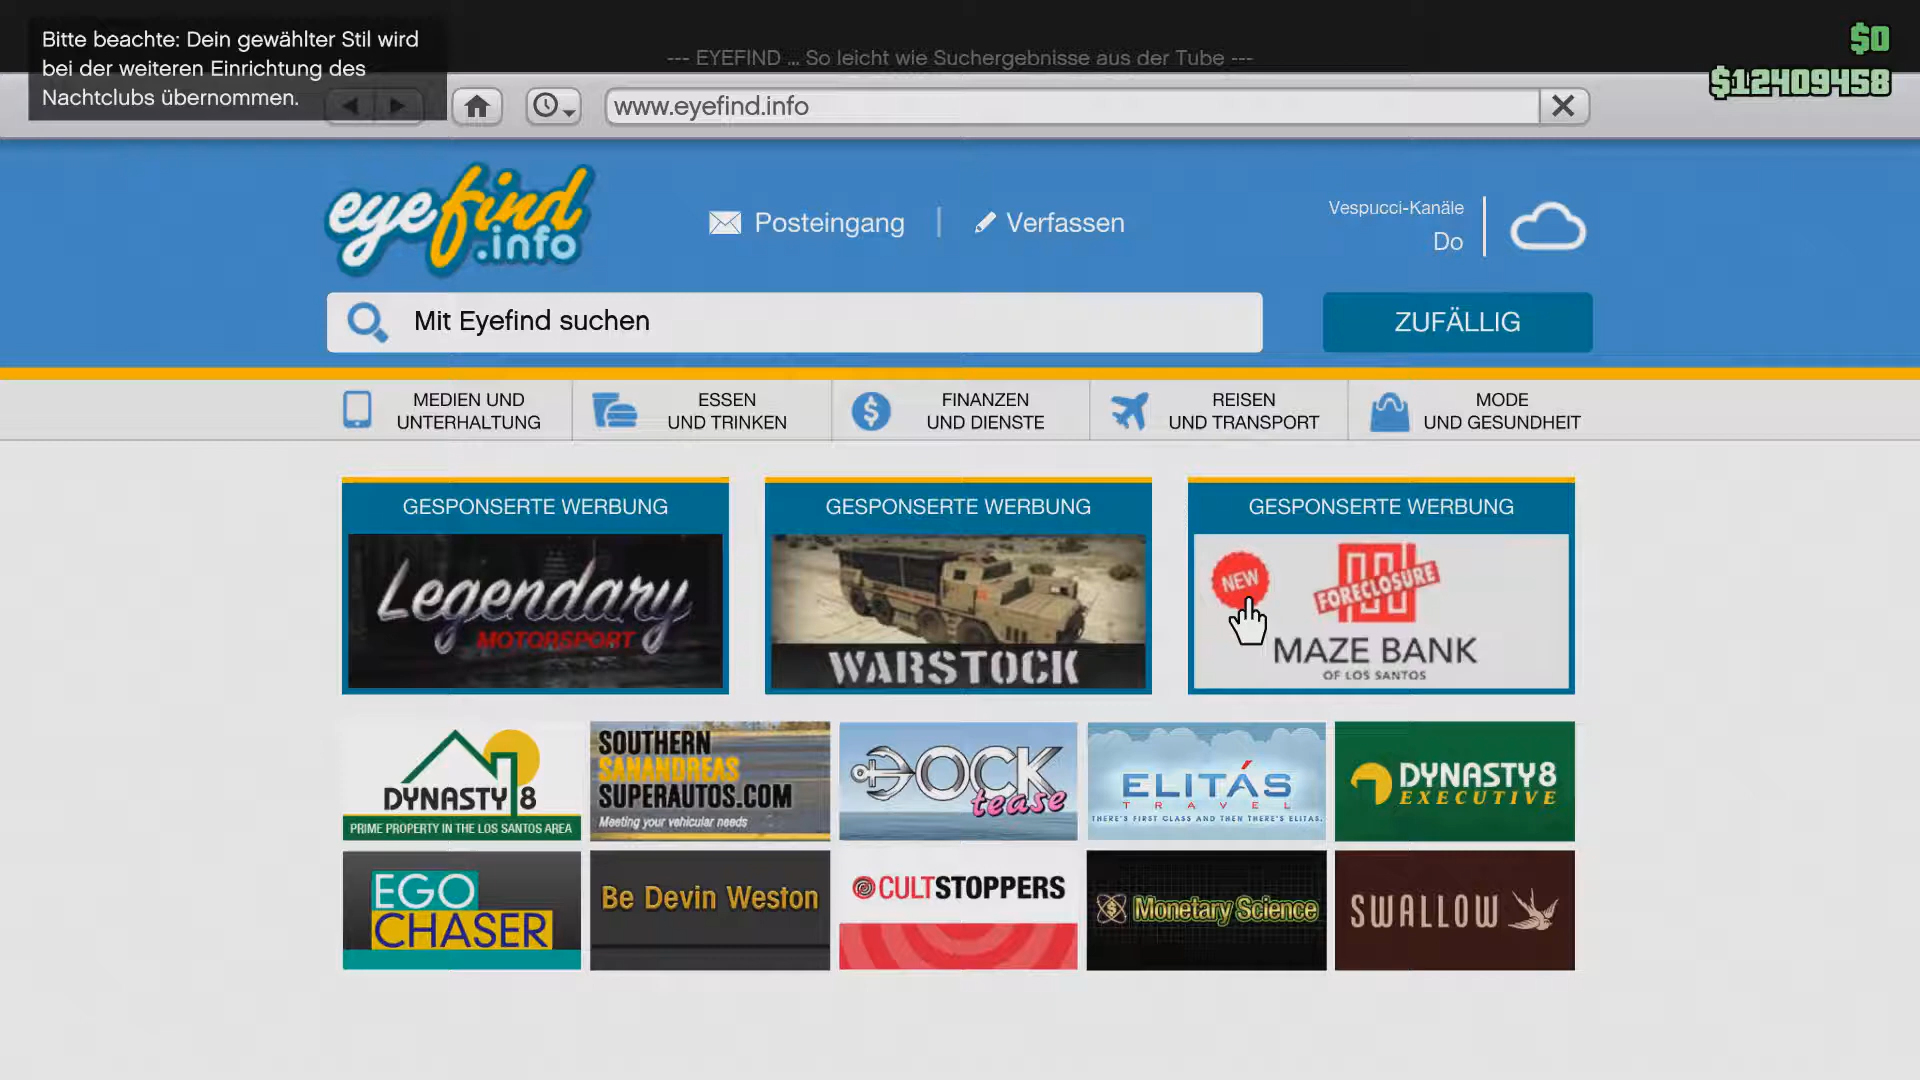 Bitte beachte: Dein gewählter Stil wird
bei der weiteren Einrichtung des
Nachtclubs übernommen.
--- EYEFIND ... So leicht wie Suchergebnisse aus der Tube ---
$0
$12409458
www.eyefind.info
eyefind
.info
Posteingang
Verfassen
Vespucci-Kanäle
Do
Mit Eyefind suchen
ZUFÄLLIG
MEDIEN UND
UNTERHALTUNG
ESSEN
UND TRINKEN
FINANZEN
UND DIENSTE
REISEN
UND TRANSPORT
MODE
UND GESUNDHEIT
GESPONSERTE WERBUNG
Legendary
MOTORSPORT
GESPONSERTE WERBUNG
WARSTOCK
GESPONSERTE WERBUNG
NEW
FORECLOSURE
MAZE BANK
OF LOS SANTOS
DYNASTY 8
PRIME PROPERTY IN THE LOS SANTOS AREA
SOUTHERN
SANANDREAS
SUPERAUTOS.COM
Meeting your vehicular needs
DOCK
tease
ELITÁS
TRAVEL
THERE'S FIRST CLASS AND THEN THERE'S ELITAS.
DYNASTY8
EXECUTIVE
EGO
CHASER
Be Devin Weston
CULTSTOPPERS
Monetary Science
SWALLOW